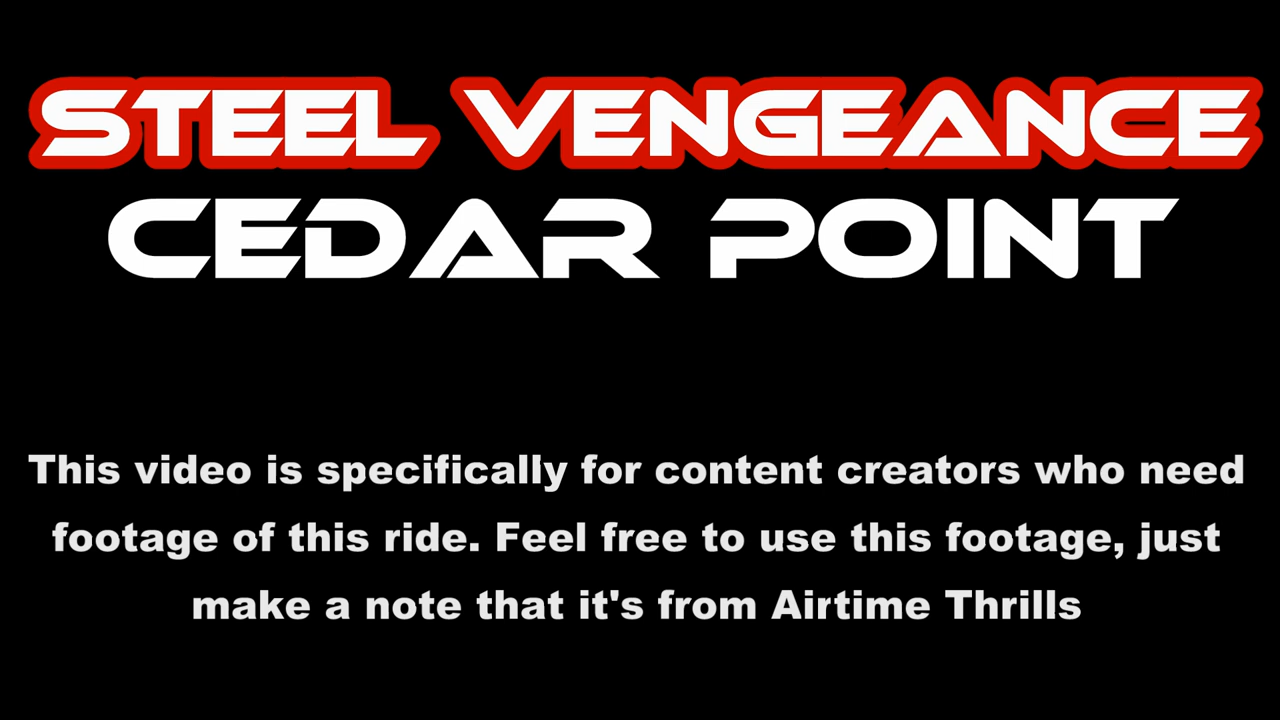 STEEL VENGEANCE
CEDAR POINT
This video is specifically for content creators who need
footage of this ride. Feel free to use this footage, just
make a note that it's from Airtime Thrills